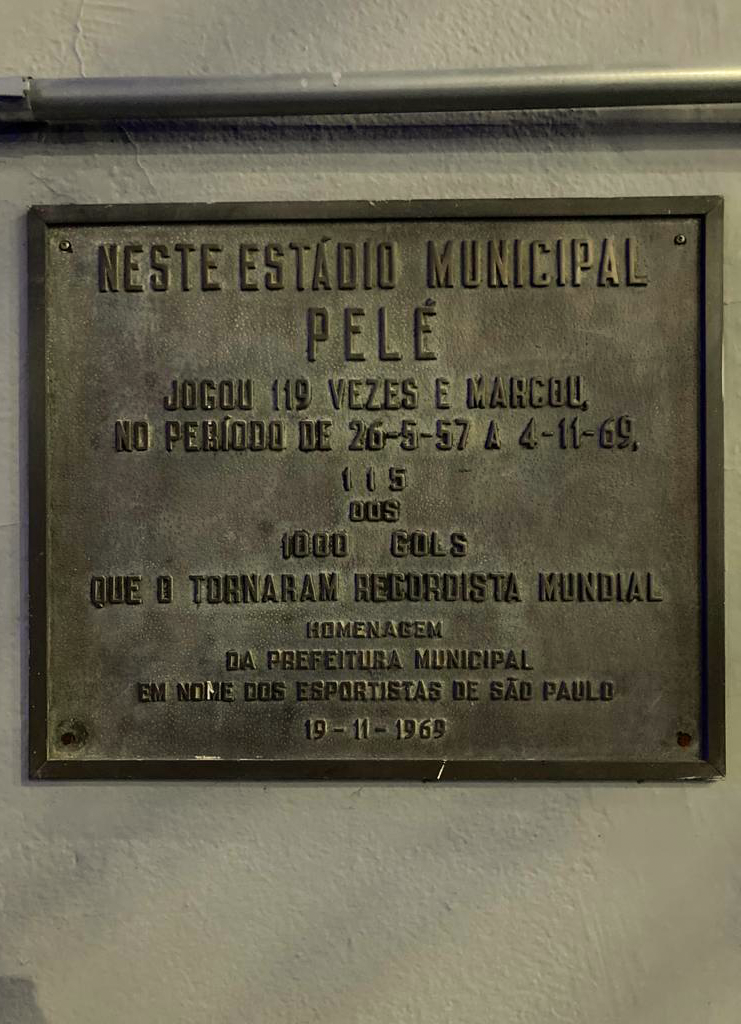 NESTE ESTÁDIO MUNICIPAL
PELÉ
JOGOU 119 VEZES E MARCOU,
NO PERÍODO DE 26-5-57 A 4-11-69,
115
DOS
1000 GOLS
QUE O TORNARAM RECORDISTA MUNDIAL
HOMENAGEM
DA PREFEITURA MUNICIPAL
EM NOME DOS ESPORTISTAS DE SÃO PAULO
19-11-1969